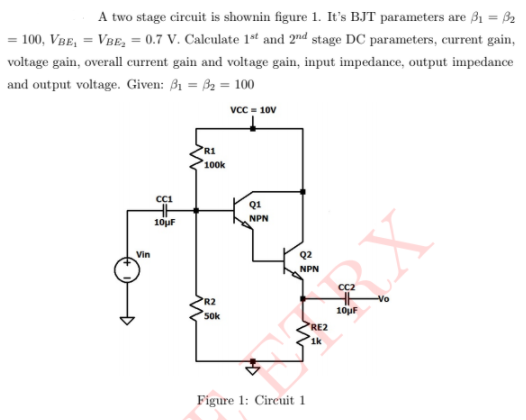 A two stage circuit is shownin figure 1. It's BJT parameters are β₁ = β₂
= 100, V_BE₁ = V_BE₂ = 0.7 V. Calculate 1ˢᵗ and 2ⁿᵈ stage DC parameters, current gain,
voltage gain, overall current gain and voltage gain, input impedance, output impedance
and output voltage. Given: β₁ = β₂ = 100
VCC = 10V
R1
100k
CC1
10µF
Q1
NPN
Vin
Q2
NPN
CC2
10µF
Vo
R2
50k
RE2
1k
Figure 1: Circuit 1
E ETRX